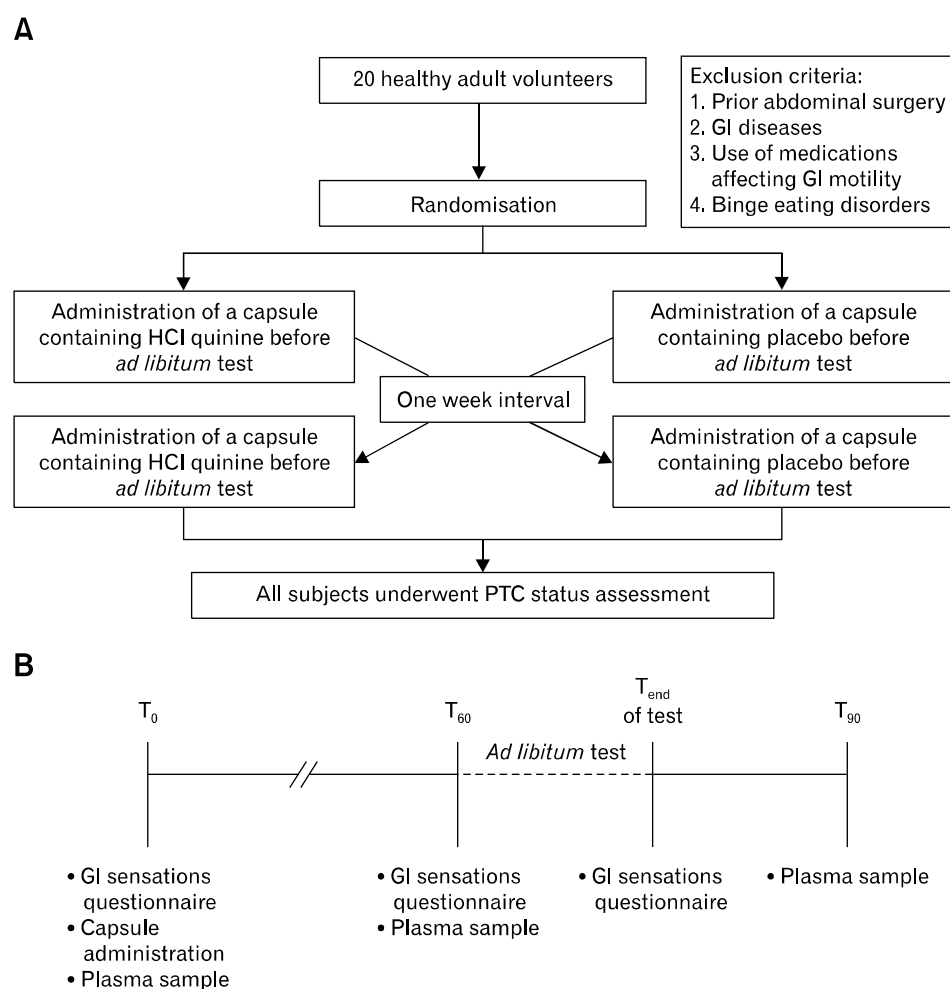 A
20 healthy adult volunteers
Exclusion criteria:
1. Prior abdominal surgery
2. GI diseases
3. Use of medications
affecting GI motility
4. Binge eating disorders
Randomisation
Administration of a capsule
containing HCI quinine before
ad libitum test
Administration of a capsule
containing placebo before
ad libitum test
One week interval
Administration of a capsule
containing HCI quinine before
ad libitum test
Administration of a capsule
containing placebo before
ad libitum test
All subjects underwent PTC status assessment
B
T0
T60
Tend
of test
T90
Ad libitum test
• GI sensations
questionnaire
• Capsule
administration
• Plasma sample
• GI sensations
questionnaire
• Plasma sample
• GI sensations
questionnaire
• Plasma sample